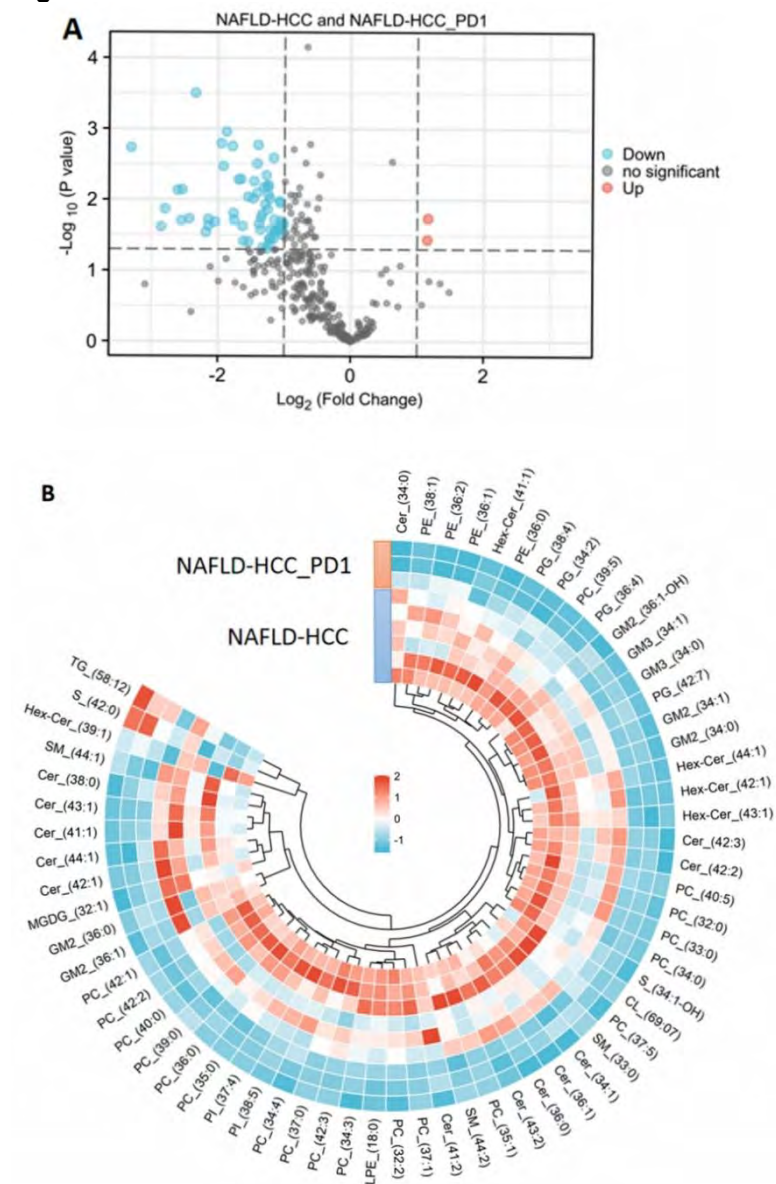 A
NAFLD-HCC and NAFLD-HCC_PD1
4
3
2
1
0
-Log 10 (P value)
-2
0
2
Log2 (Fold Change)
Down
no significant
Up
B
NAFLD-HCC_PD1
NAFLD-HCC
Cer_(34:0)
PE_(38:1)
PE_(36:2)
PE_(36:1)
Hex-Cer_(41:1)
PE_(36:0)
PG_(38:4)
PG_(34:2)
PC_(39:5)
PG_(36:4)
GM2_(36:1-OH)
GM3_(34:1)
GM3_(34:0)
PG_(42:7)
GM2_(34:1)
GM2_(34:0)
Hex-Cer_(44:1)
Hex-Cer_(42:1)
Hex-Cer_(43:1)
Cer_(42:3)
Cer_(42:2)
PC_(40:5)
PC_(32:0)
PC_(33:0)
PC_(34:0)
S_(34:1-OH)
CL_(69:07)
PC_(37:5)
SM_(33:0)
Cer_(34:1)
Cer_(36:1)
Cer_(36:0)
Cer_(43:2)
PC_(35:1)
SM_(44:2)
Cer_(41:2)
PC_(37:1)
PC_(32:2)
LPE_(18:0)
PC_(34:3)
PC_(42:3)
PC_(37:0)
PC_(34:4)
PI_(38:5)
PI_(37:4)
PC_(35:0)
PC_(36:0)
PC_(39:0)
PC_(40:0)
PC_(42:2)
PC_(42:1)
GM2_(36:1)
GM2_(36:0)
MGDG_(32:1)
Cer_(42:1)
Cer_(44:1)
Cer_(41:1)
Cer_(43:1)
Cer_(38:0)
SM_(44:1)
Hex-Cer_(39:1)
S_(42:0)
TG_(58:12)
2
1
0
-1